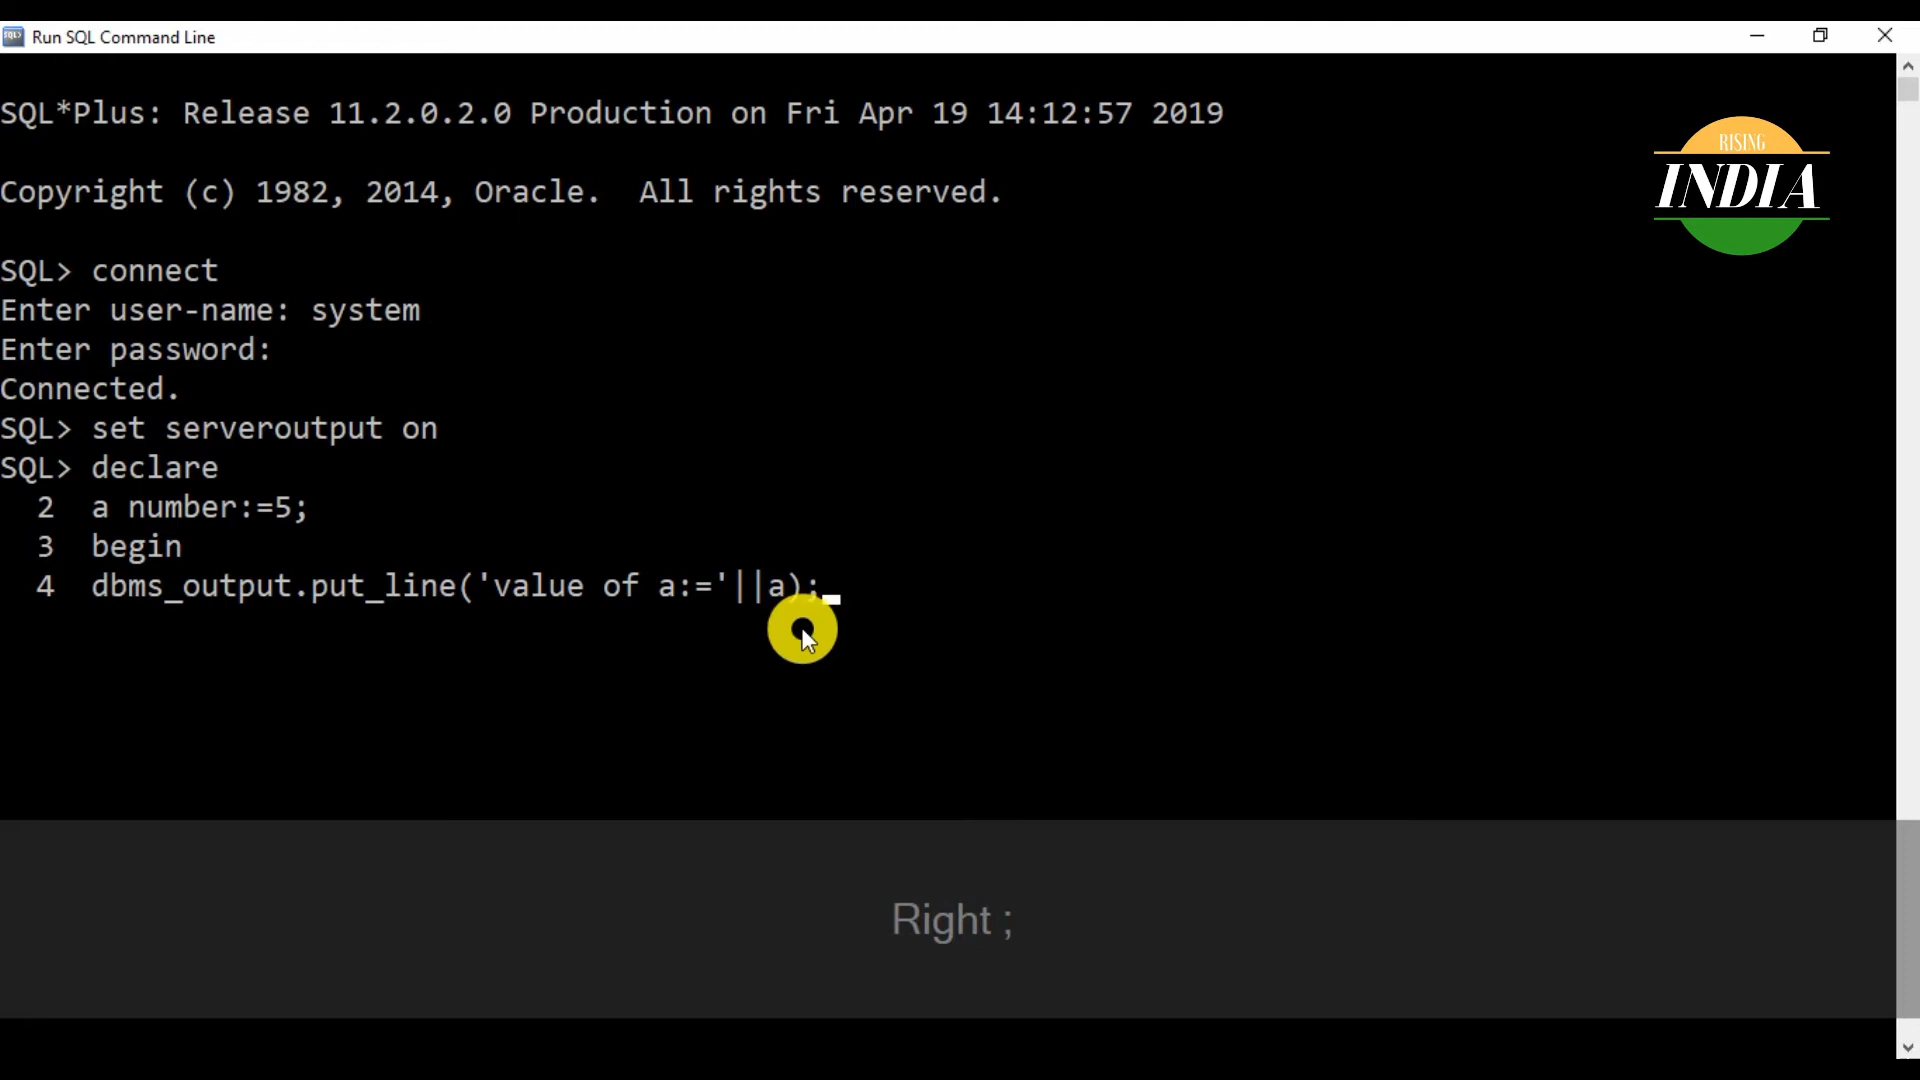 Run SQL Command Line
SQL*Plus: Release 11.2.0.2.0 Production on Fri Apr 19 14:12:57 2019
RISING
INDIA
Copyright (c) 1982, 2014, Oracle.  All rights reserved.
SQL> connect
Enter user-name: system
Enter password:
Connected.
SQL> set serveroutput on
SQL> declare
  2  a number:=5;
  3  begin
  4  dbms_output.put_line('value of a:='||a);
Right ;